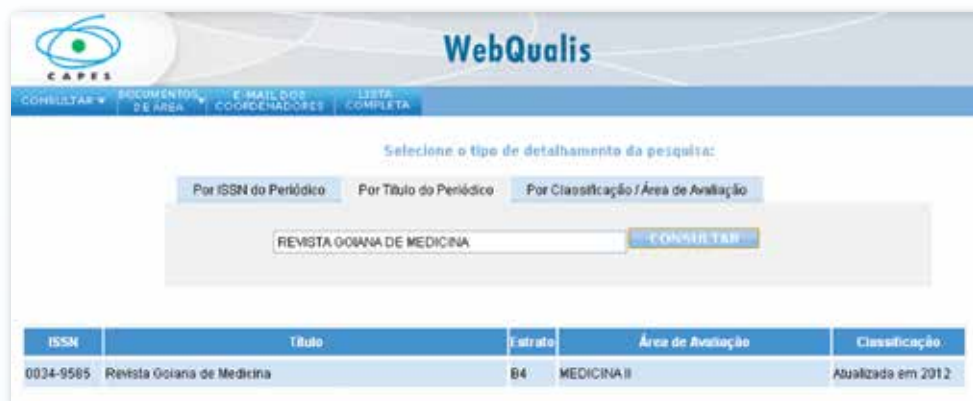 CAPES
WebQualis
CONSULTAR DOCUMENTOS DE ÁREA E-MAIL DOS COORDENADORES LISTA COMPLETA
Selecione o tipo de detalhamento da pesquisa:
Por ISSN do Periódico Por Título do Periódico Por Classificação / Área de Avaliação
REVISTA GOIANA DE MEDICINA CONSULTAR
ISSN Título Estrato Área de Avaliação Classificação
0034-9585 Revista Goiana de Medicina B4 MEDICINA II Atualizada em 2012